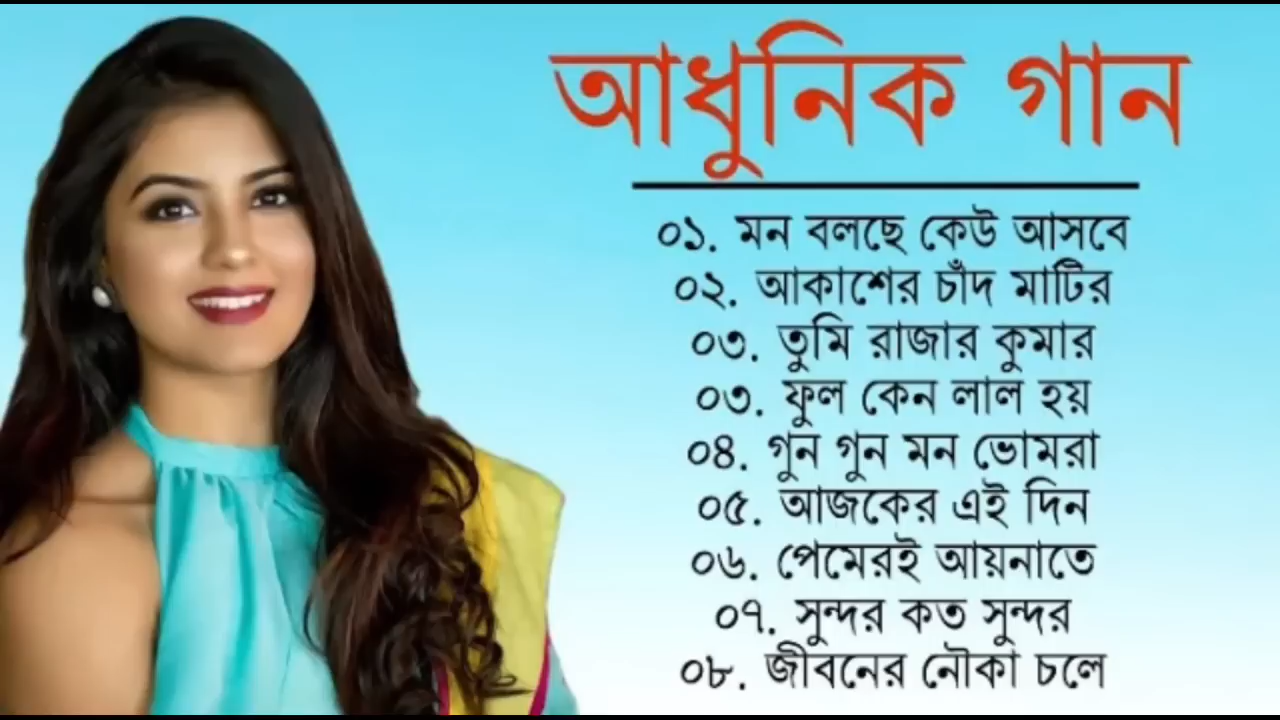 আধুনিক গান
০১. মন বলছে কেউ আসবে
০২. আকাশের চাঁদ মাটির
০৩. তুমি রাজার কুমার
০৩. ফুল কেন লাল হয়
০৪. গুন গুন মন ভোমরা
০৫. আজকের এই দিন
০৬. পেমেরই আয়নাতে
০৭. সুন্দর কত সুন্দর
০৮. জীবনের নৌকা চলে